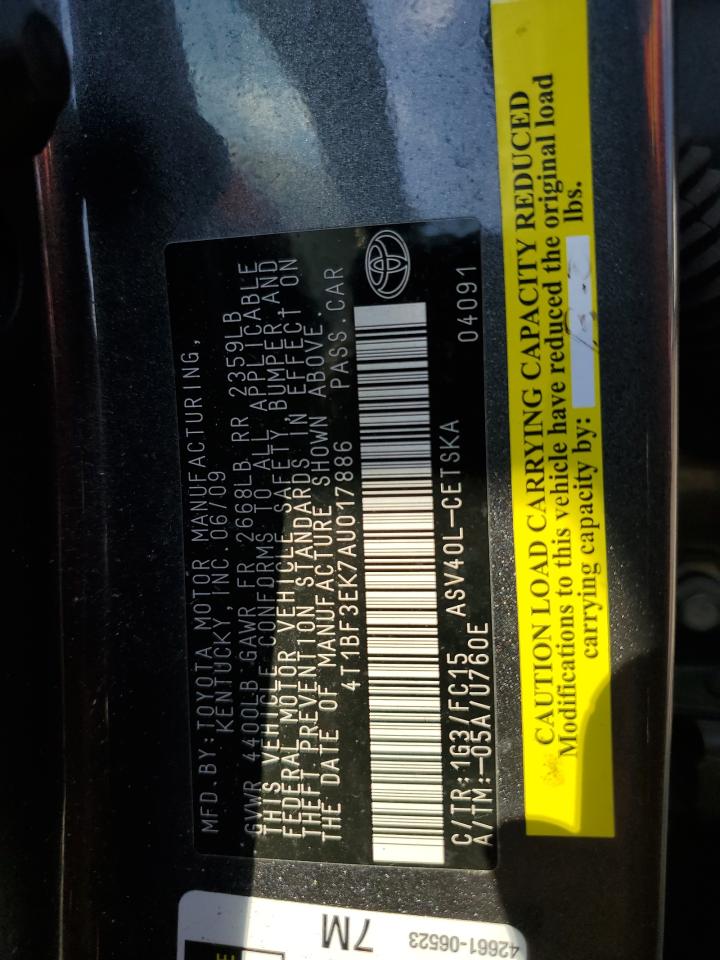 MFD. BY: TOYOTA MOTOR MANUFACTURING,
KENTUCKY, INC. 06/09
GVWR 4400LB GAWR FR 2668LB RR 2359LB
THIS VEHICLE CONFORMS TO ALL APPLICABLE
FEDERAL MOTOR VEHICLE SAFETY, BUMPER, AND
THEFT PREVENTION STANDARDS IN EFFECT ON
THE DATE OF MANUFACTURE SHOWN ABOVE.
4T1BF3EK7AU017886 PASS.CAR
C/TR: 1G3/FC15 ASV40L-CETSKA 04091
A/TM:-05A/U760E
CAUTION LOAD CARRYING CAPACITY REDUCED
Modifications to this vehicle have reduced the original load
carrying capacity by: lbs.
7M
42661-06523